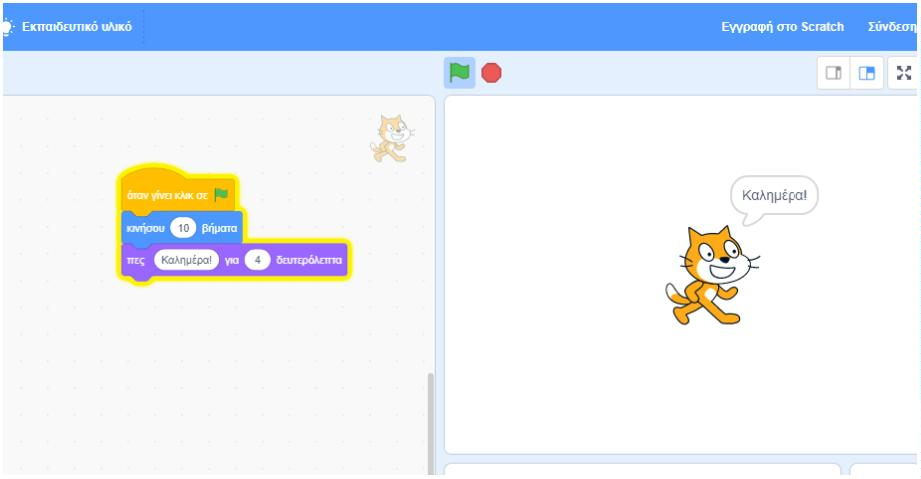 Εκπαιδευτικό υλικό
Εγγραφή στο Scratch
Σύνδεση
όταν γίνει κλικ σε
κινήσου 10 βήματα
πες Καλημέρα! για 4 δευτερόλεπτα
Καλημέρα!